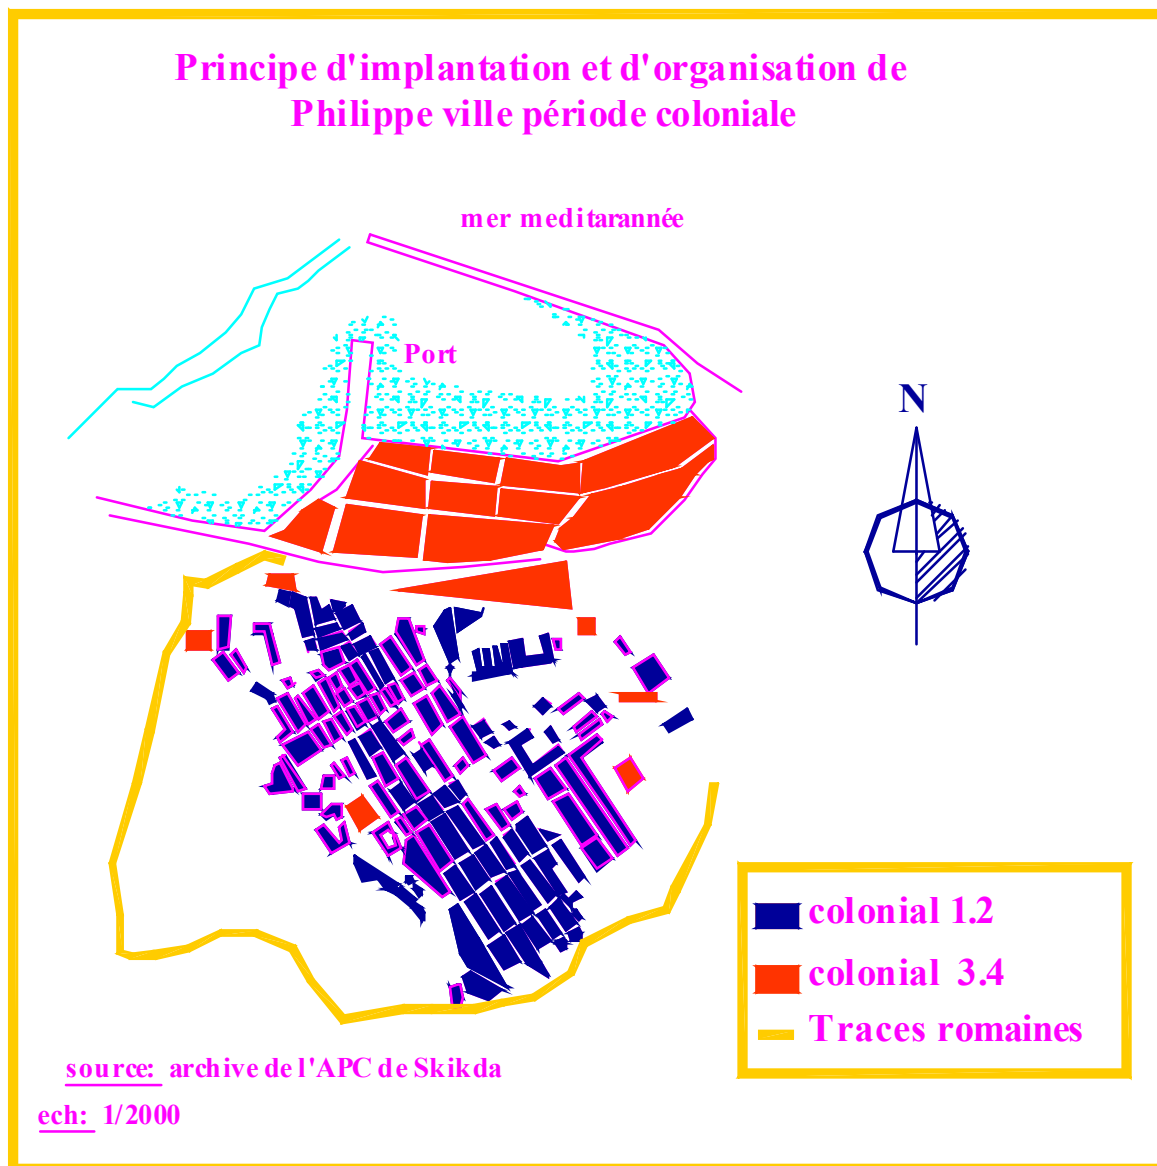 Principe d'implantation et d'organisation de
Philippe ville période coloniale
mer meditarannée
Port
N
colonial 1.2
colonial 3.4
Traces romaines
source: archive de l'APC de Skikda
ech: 1/2000